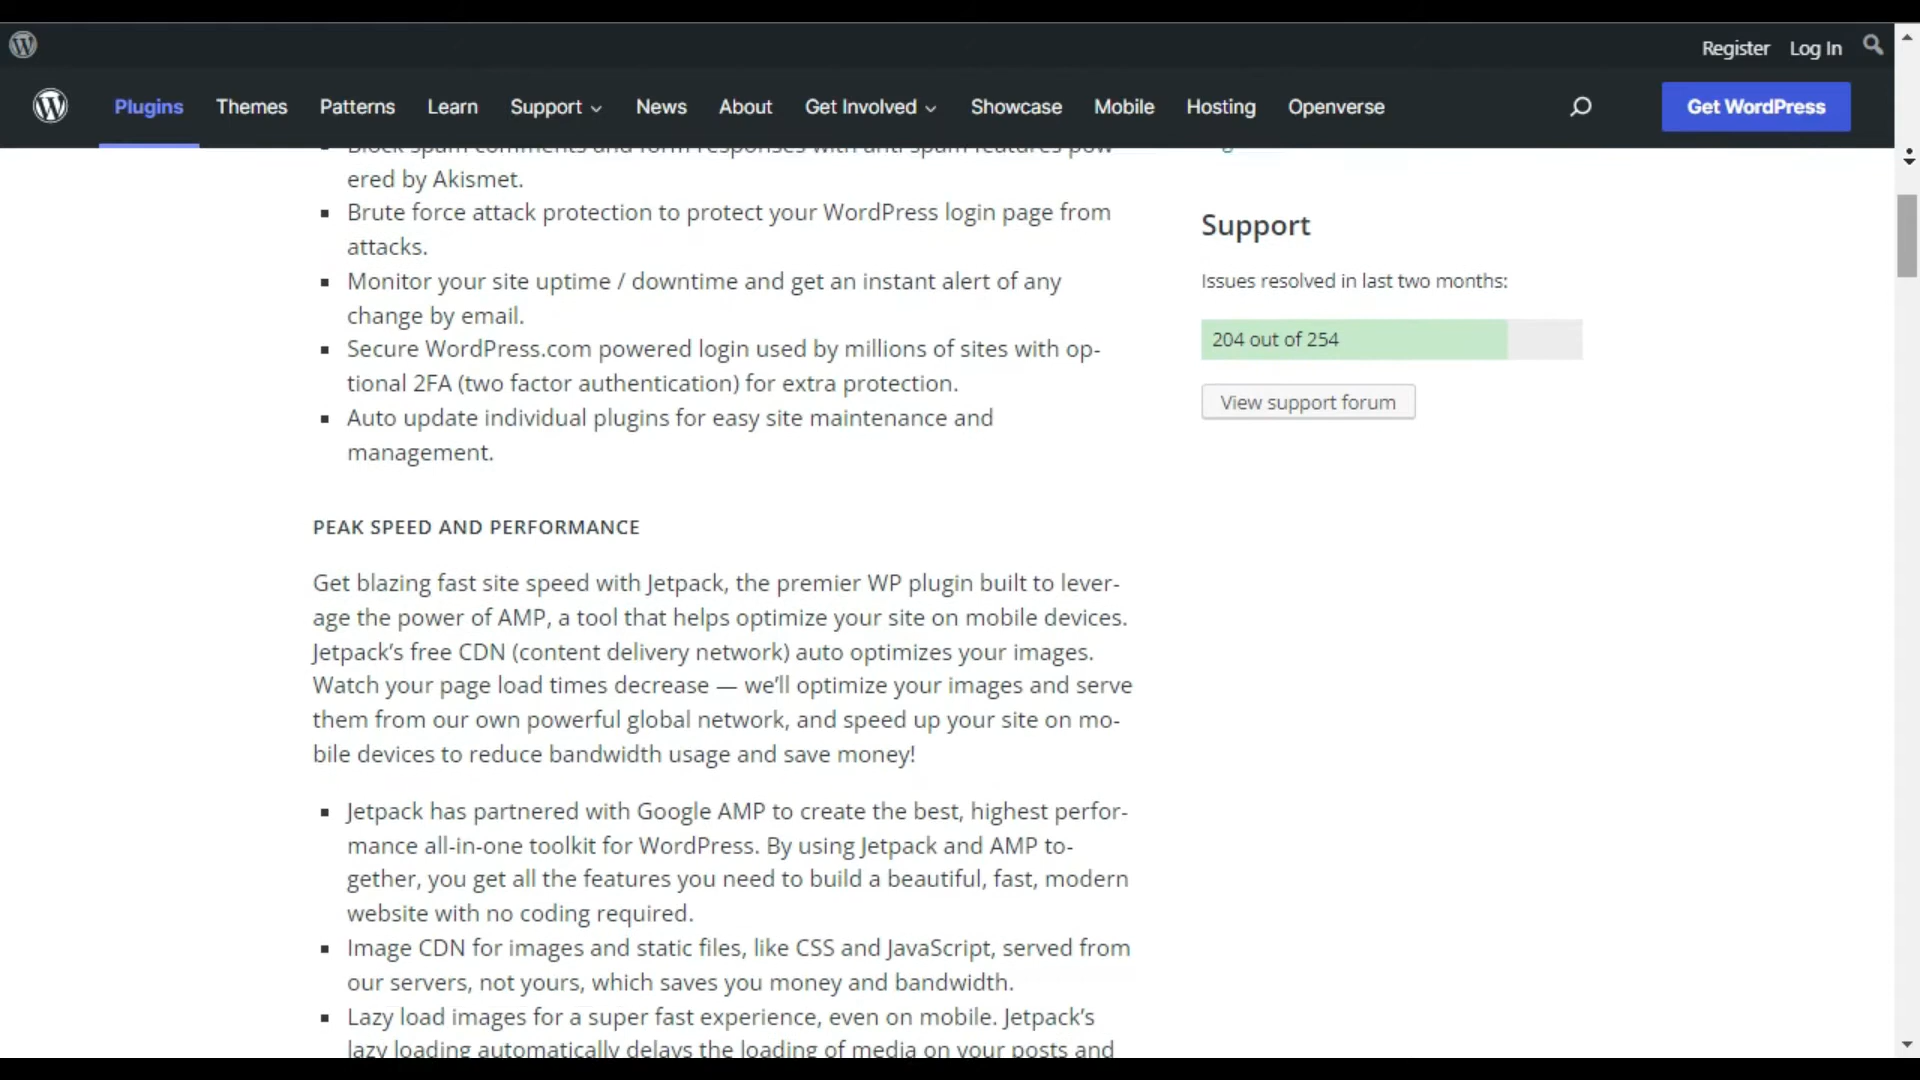 Register Log In
Plugins Themes Patterns Learn Support News About Get Involved Showcase Mobile Hosting Openverse Get WordPress
Block spam comments and form responses with anti-spam features pow-
ered by Akismet.
Brute force attack protection to protect your WordPress login page from
attacks.
Monitor your site uptime / downtime and get an instant alert of any
change by email.
Secure WordPress.com powered login used by millions of sites with op-
tional 2FA (two factor authentication) for extra protection.
Auto update individual plugins for easy site maintenance and
management.
PEAK SPEED AND PERFORMANCE
Get blazing fast site speed with Jetpack, the premier WP plugin built to lever-
age the power of AMP, a tool that helps optimize your site on mobile devices.
Jetpack’s free CDN (content delivery network) auto optimizes your images.
Watch your page load times decrease — we’ll optimize your images and serve
them from our own powerful global network, and speed up your site on mo-
bile devices to reduce bandwidth usage and save money!
Jetpack has partnered with Google AMP to create the best, highest perfor-
mance all-in-one toolkit for WordPress. By using Jetpack and AMP to-
gether, you get all the features you need to build a beautiful, fast, modern
website with no coding required.
Image CDN for images and static files, like CSS and JavaScript, served from
our servers, not yours, which saves you money and bandwidth.
Lazy load images for a super fast experience, even on mobile. Jetpack’s
lazy loading automatically delays the loading of media on your posts and
Support
Issues resolved in last two months:
204 out of 254
View support forum